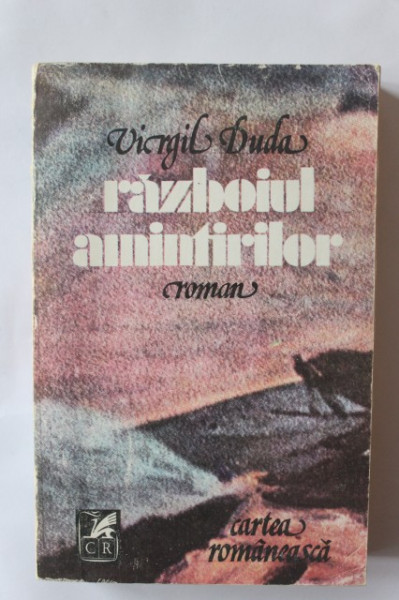 Virgil Duda
războiul
amintirilor
roman
CR
cartea
românească